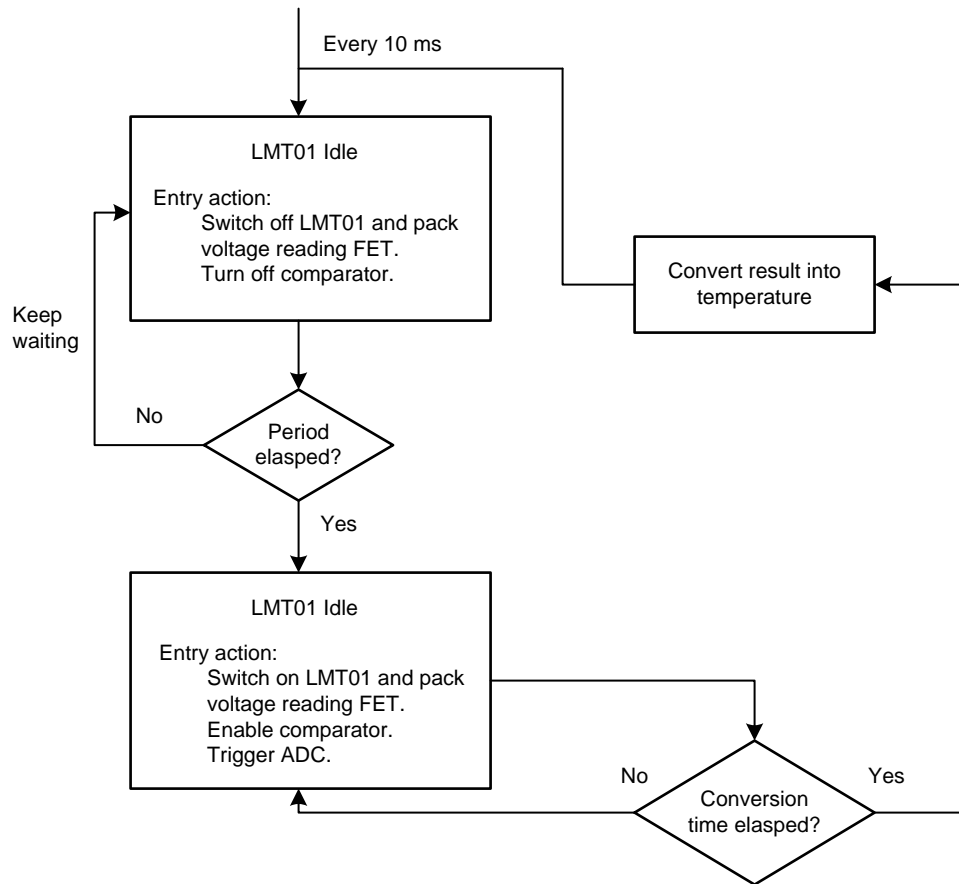 Every 10 ms
LMT01 Idle
Entry action:
Switch off LMT01 and pack
voltage reading FET.
Turn off comparator.
Convert result into
temperature
Keep
waiting
No
Period
elasped?
Yes
LMT01 Idle
Entry action:
Switch on LMT01 and pack
voltage reading FET.
Enable comparator.
Trigger ADC.
No
Yes
Conversion
time elasped?